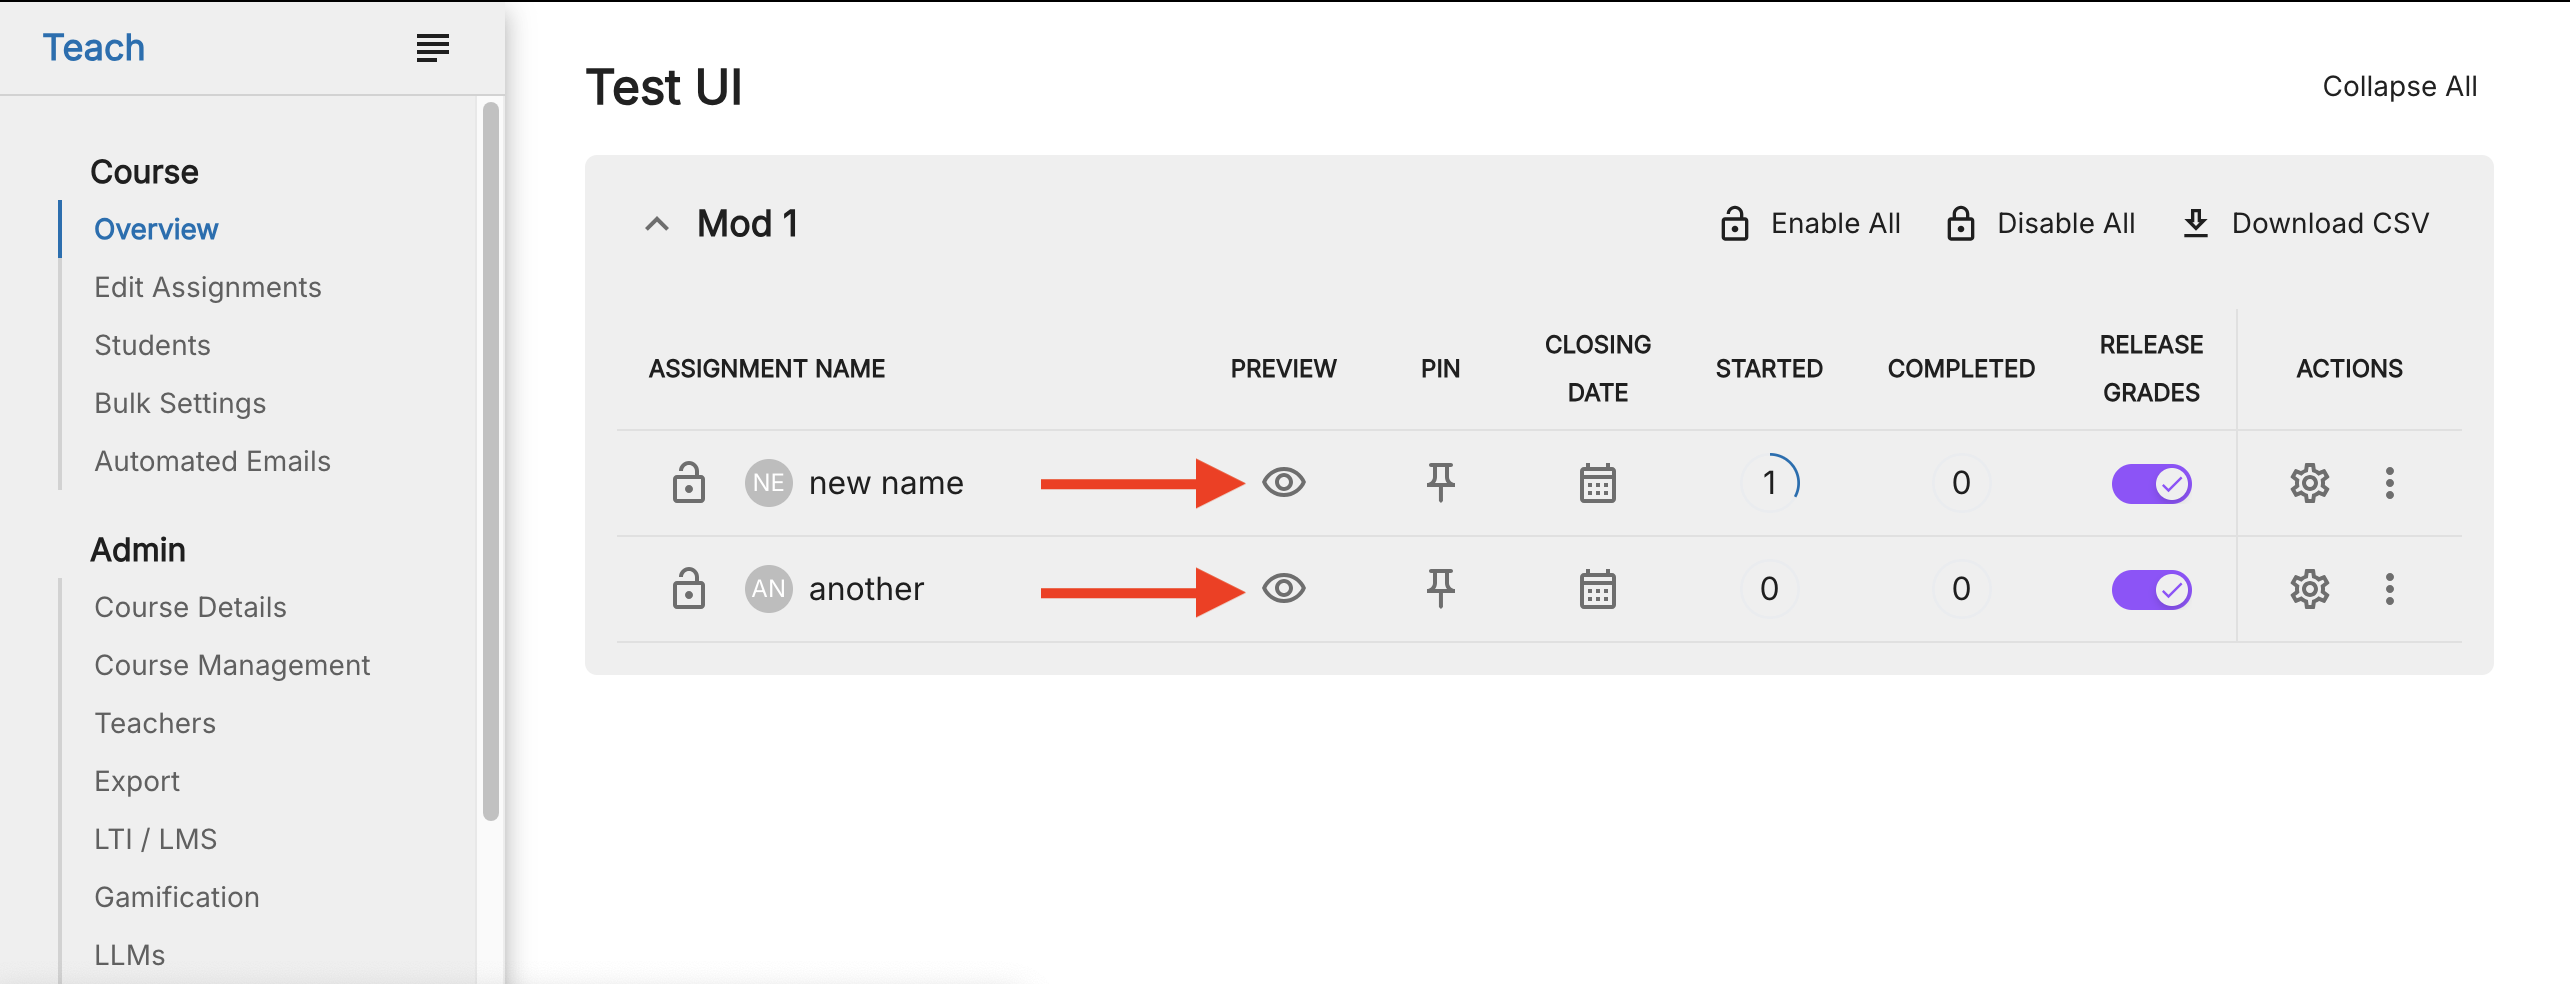 Teach
Course
Overview
Edit Assignments
Students
Bulk Settings
Automated Emails
Admin
Course Details
Course Management
Teachers
Export
LTI / LMS
Gamification
LLMs
Test UI
Collapse All
Mod 1
Enable All
Disable All
Download CSV
ASSIGNMENT NAME
PREVIEW
PIN
CLOSING
DATE
STARTED
COMPLETED
RELEASE
GRADES
ACTIONS
NE new name 1 0
AN another 0 0